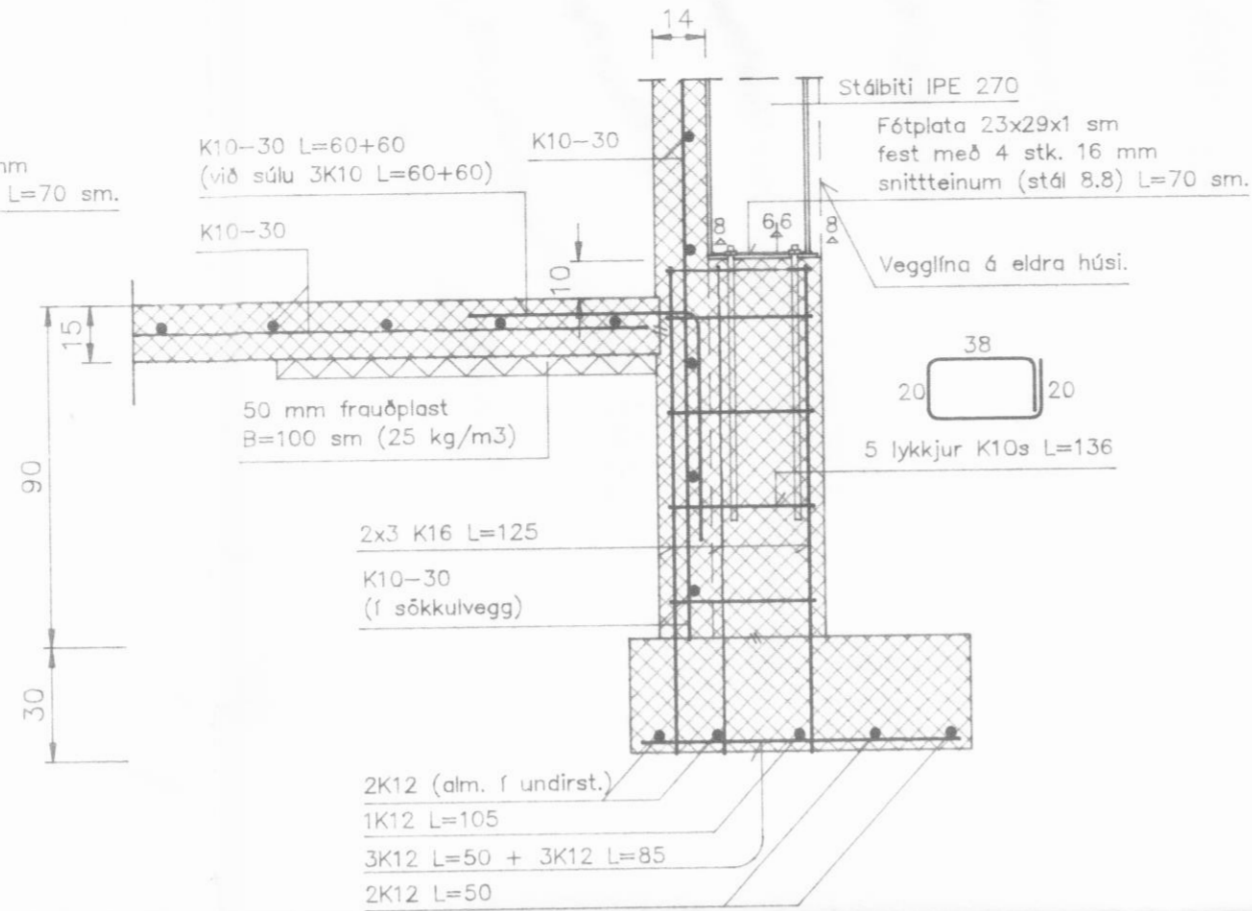 14
Stálbiti IPE 270
Fótplata 23x29x1 sm
fest með 4 stk. 16 mm
snittteinum (stál 8.8) L=70 sm.
K10-30 L=60+60
(við súlu 3K10 L=60+60)
K10-30
mm
L=70 sm.
K10-30
8
6,6
8
Vegglína á eldra húsi.
10
15
38
20
20
50 mm frauðplast
B=100 sm (25 kg/m3)
5 lykkjur K10s L=136
90
2x3 K16 L=125
K10-30
(í sökkulvegg)
30
2K12 (alm. í undirst.)
1K12 L=105
3K12 L=50 + 3K12 L=85
2K12 L=50